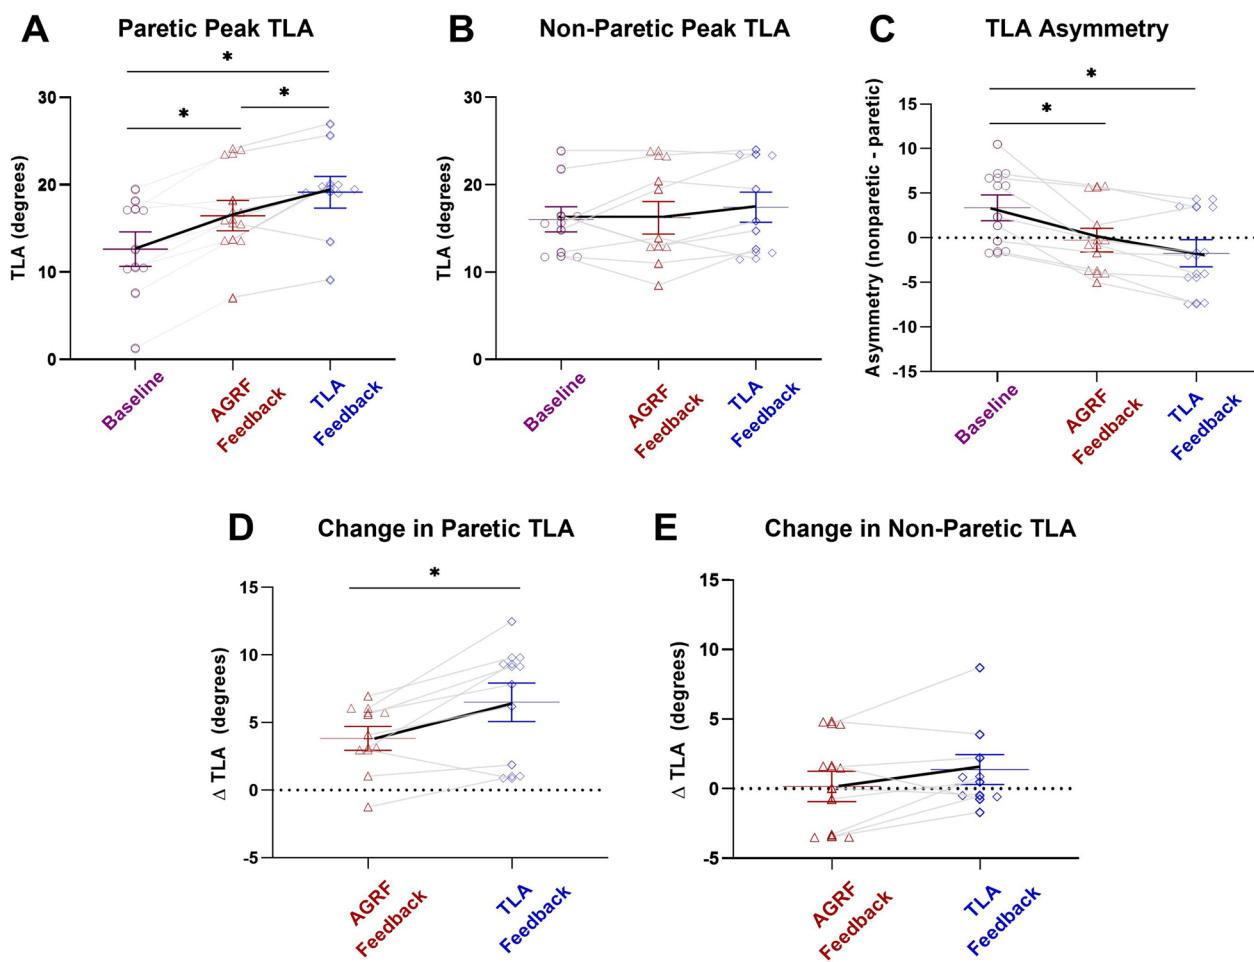 A Paretic Peak TLA
*
*
*
30
20
10
0
TLA (degrees)
Baseline
AGRF
Feedback
TLA
Feedback
B Non-Paretic Peak TLA
30
20
10
0
TLA (degrees)
Baseline
AGRF
Feedback
TLA
Feedback
C TLA Asymmetry
*
*
15
10
5
0
-5
-10
-15
Asymmetry (nonparetic - paretic)
Baseline
AGRF
Feedback
TLA
Feedback
D Change in Paretic TLA
*
15
10
5
0
-5
Δ TLA (degrees)
AGRF
Feedback
TLA
Feedback
E Change in Non-Paretic TLA
15
10
5
0
-5
Δ TLA (degrees)
AGRF
Feedback
TLA
Feedback